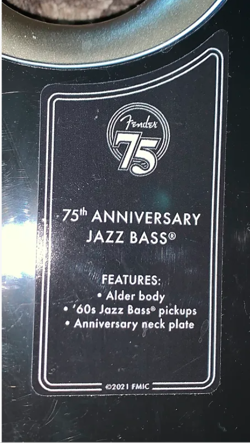 Fender
75
75th ANNIVERSARY
JAZZ BASS®
FEATURES:
• Alder body
• '60s Jazz Bass® pickups
• Anniversary neck plate
©2021 FMIC